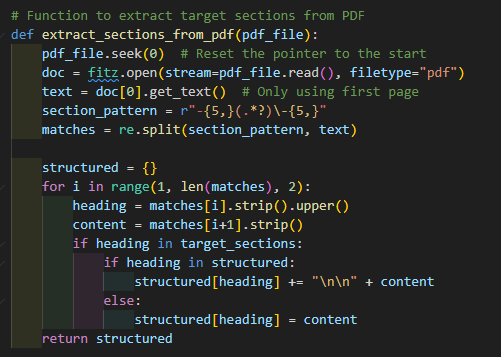 # Function to extract target sections from PDF
def extract_sections_from_pdf(pdf_file):
    pdf_file.seek(0)  # Reset the pointer to the start
    doc = fitz.open(stream=pdf_file.read(), filetype="pdf")
    text = doc[0].get_text()  # Only using first page
    section_pattern = r"-{5,}(.*?)\-{5,}"
    matches = re.split(section_pattern, text)

    structured = {}
    for i in range(1, len(matches), 2):
        heading = matches[i].strip().upper()
        content = matches[i+1].strip()
        if heading in target_sections:
            if heading in structured:
                structured[heading] += "\n\n" + content
            else:
                structured[heading] = content
    return structured